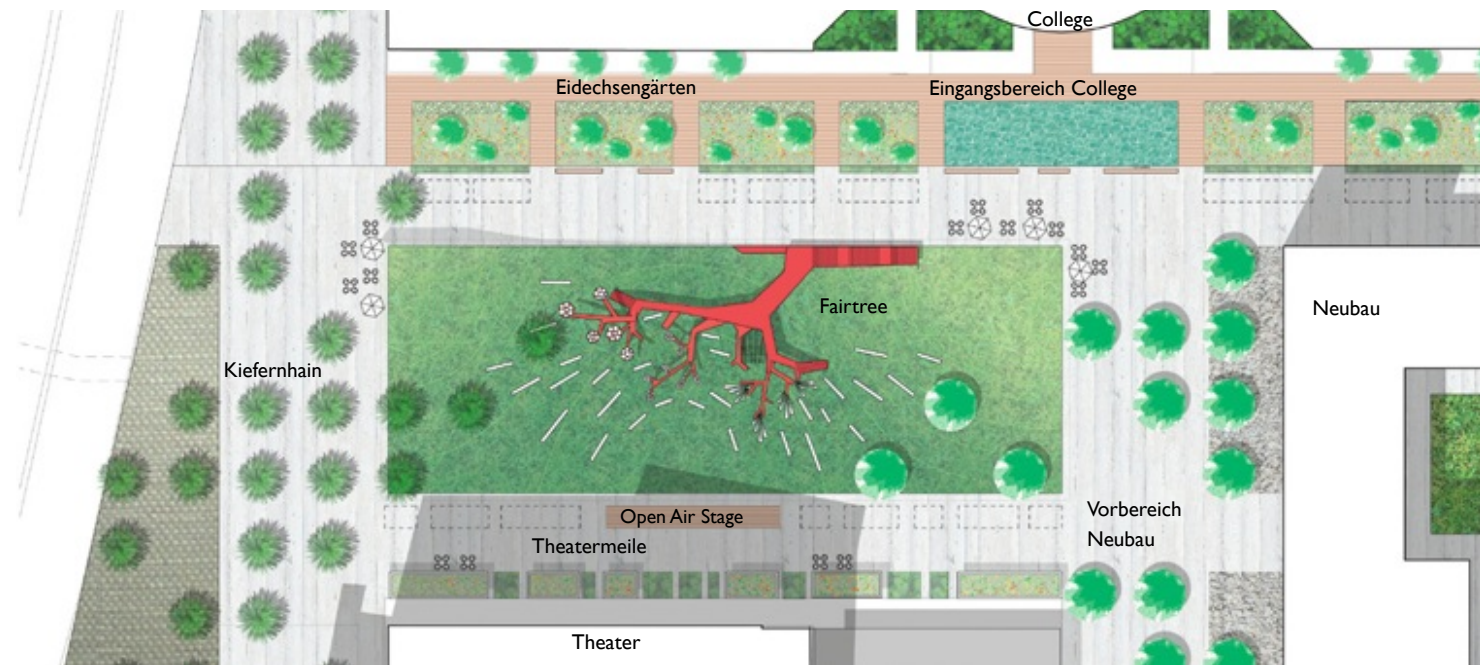 College
Eidechsengärten
Eingangsbereich College
Fairtree
Neubau
Kiefernhain
Open Air Stage
Vorbereich
Neubau
Theatermeile
Theater